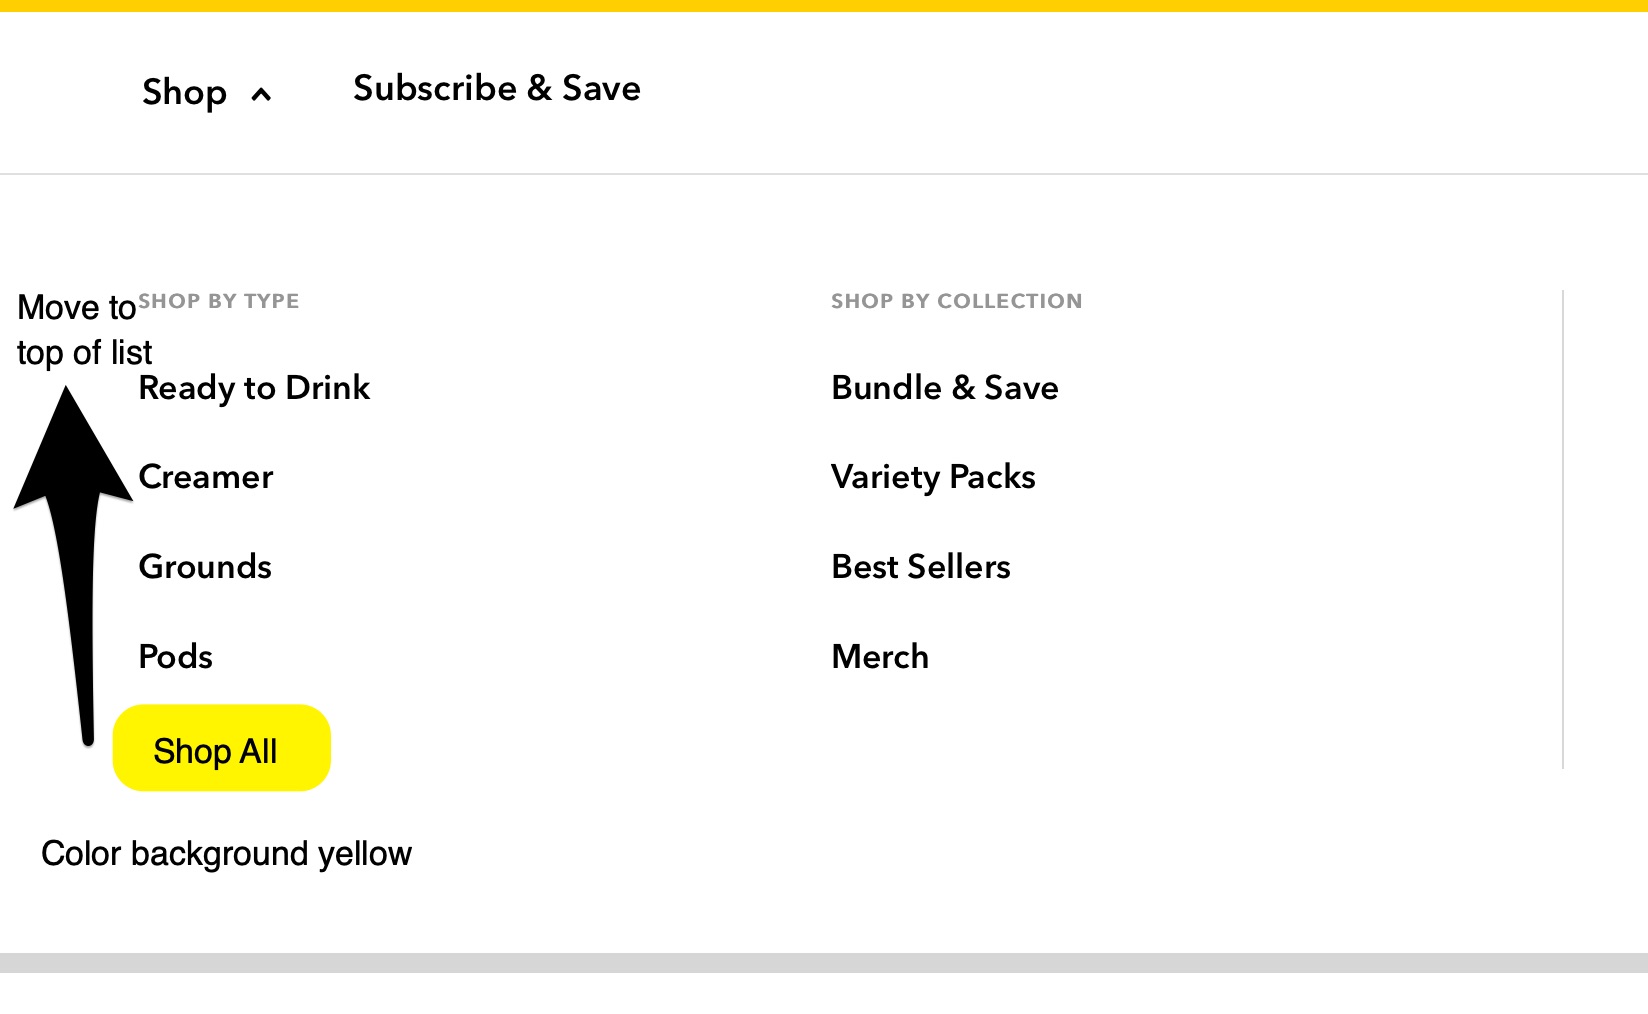 Shop
Subscribe & Save
Move to
top of list
SHOP BY TYPE
Ready to Drink
Creamer
Grounds
Pods
Shop All
Color background yellow
SHOP BY COLLECTION
Bundle & Save
Variety Packs
Best Sellers
Merch